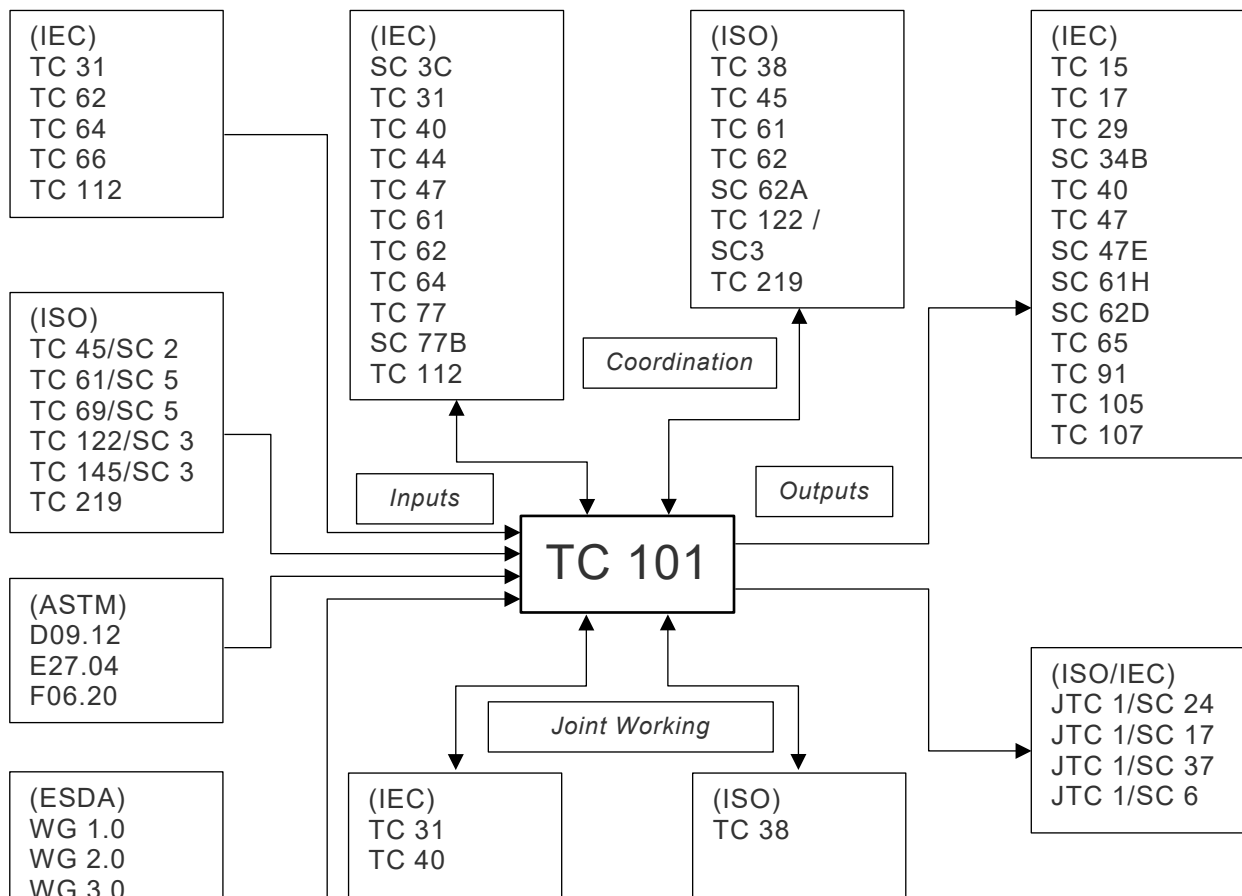 (IEC)
TC 31
TC 62
TC 64
TC 66
TC 112
(IEC)
SC 3C
TC 31
TC 40
TC 44
TC 47
TC 61
TC 62
TC 64
TC 77
SC 77B
TC 112
(ISO)
TC 38
TC 45
TC 61
TC 62
SC 62A
TC 122 /
SC3
TC 219
(IEC)
TC 15
TC 17
TC 29
SC 34B
TC 40
TC 47
SC 47E
SC 61H
SC 62D
TC 65
TC 91
TC 105
TC 107
(ISO)
TC 45/SC 2
TC 61/SC 5
TC 69/SC 5
TC 122/SC 3
TC 145/SC 3
TC 219
Coordination
Inputs
Outputs
TC 101
(ASTM)
D09.12
E27.04
F06.20
Joint Working
(ISO/IEC)
JTC 1/SC 24
JTC 1/SC 17
JTC 1/SC 37
JTC 1/SC 6
(ESDA)
WG 1.0
WG 2.0
WG 3.0
(IEC)
TC 31
TC 40
(ISO)
TC 38